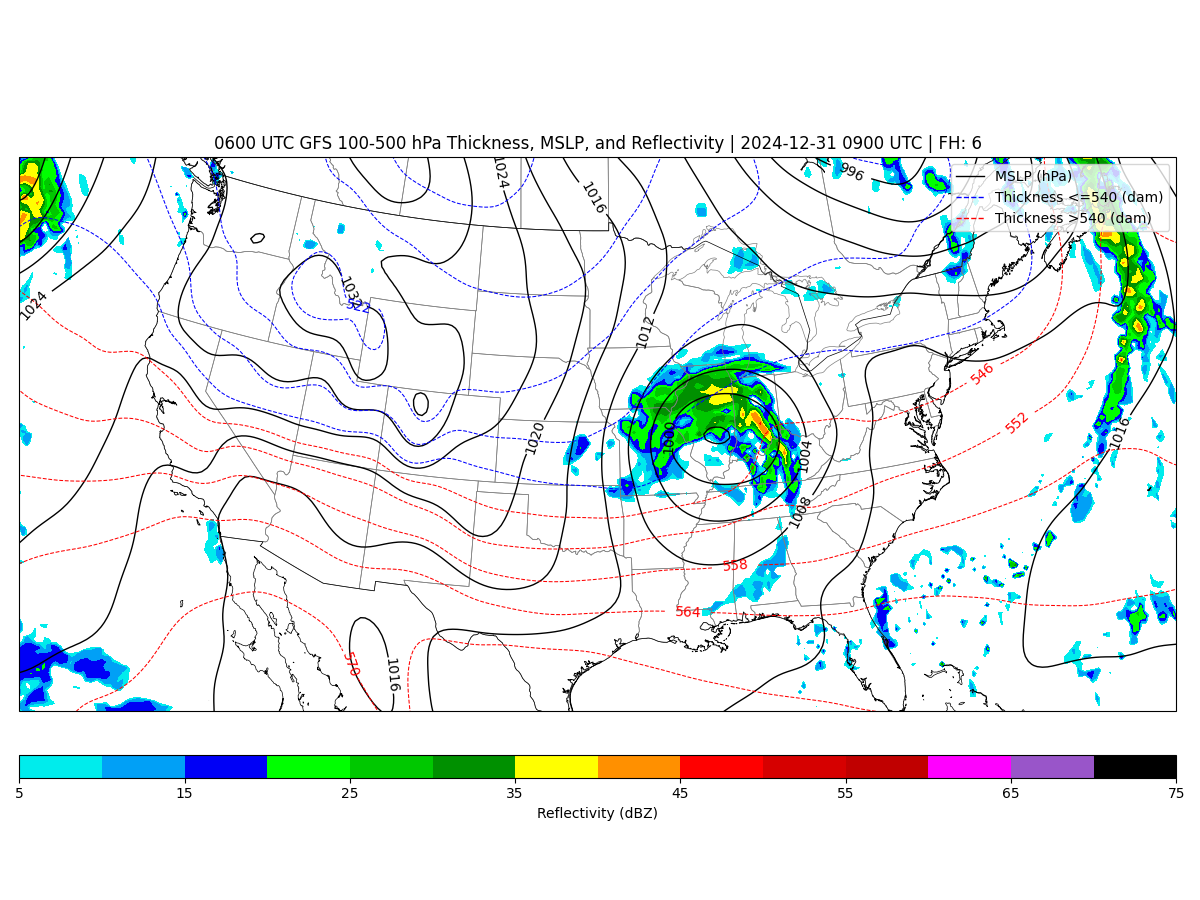 0600 UTC GFS 100-500 hPa Thickness, MSLP, and Reflectivity | 2024-12-31 0900 UTC | FH: 6
MSLP (hPa)
Thickness <=540 (dam)
Thickness >540 (dam)
996
1024
1016
1024
1032
522
1012
546
552
1020
1016
1004
1008
558
564
570
1016
5 15 25 35 45 55 65 75
Reflectivity (dBZ)